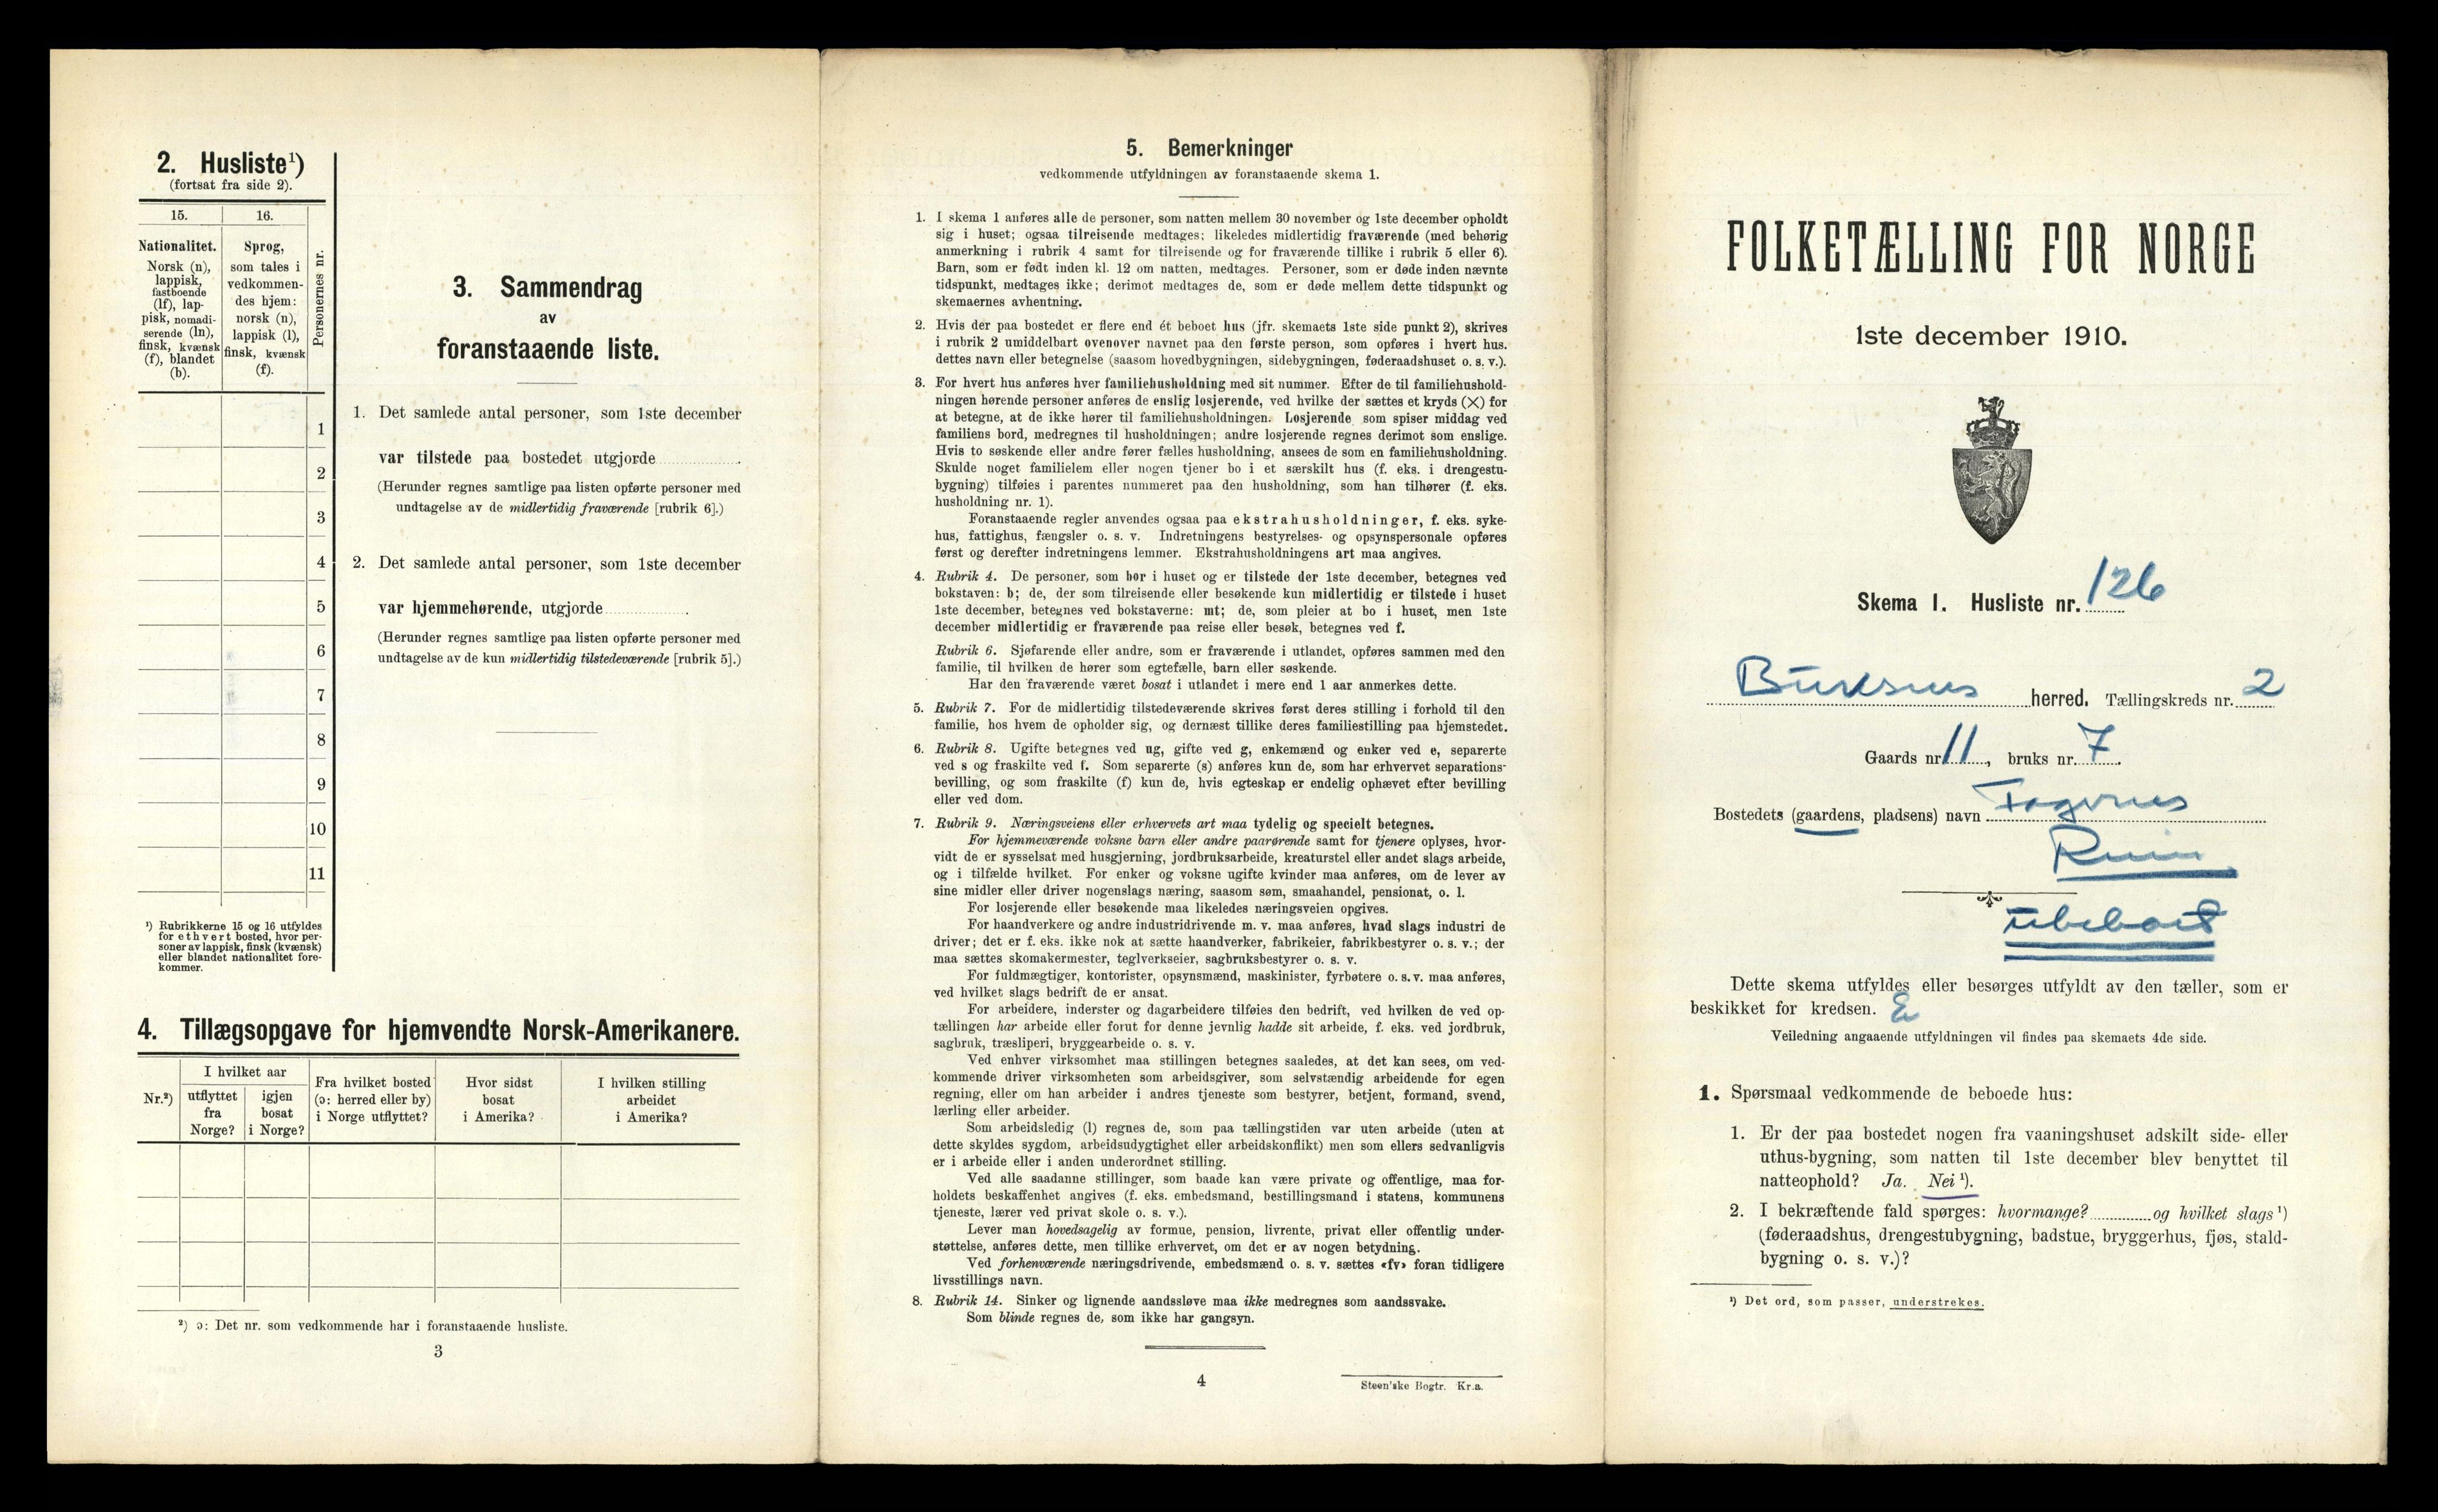 2. Husliste¹)
(fortsat fra side 2).
15. 16.
Nationalitet.
Norsk (n),
lappisk,
fastboende
(lf), lap-
pisk, nomadi-
serende (ln),
finsk, kvænsk
(f), blandet
(b).
Sprog,
som tales i
vedkommen-
des hjem:
norsk (n),
lappisk (l),
finsk, kvænsk
(f).
Personernes nr.
1
2
3
4
5
6
7
8
9
10
11
¹) Rubrikkerne 15 og 16 utfyldes
for ethvert bosted, hvor per-
soner av lappisk, finsk (kvænsk)
eller blandet nationalitet fore-
kommer.
3. Sammendrag
av
foranstaaende liste.
1. Det samlede antal personer, som 1ste december
var tilstede paa bostedet utgjorde .
(Herunder regnes samtlige paa listen opførte personer med
undtagelse av de midlertidig fraværende [rubrik 6].)
2. Det samlede antal personer, som 1ste december
var hjemmehørende, utgjorde .
(Herunder regnes samtlige paa listen opførte personer med
undtagelse av de kun midlertidig tilstedeværende [rubrik 5].)
4. Tillægsopgave for hjemvendte Norsk-Amerikanere.
Nr.²)
I hvilket aar
utflyttet
fra
Norge?
igjen
bosat
i Norge?
Fra hvilket bosted
(ɔ: herred eller by)
i Norge utflyttet?
Hvor sidst
bosat
i Amerika?
I hvilken stilling
arbeidet
i Amerika?
²) ɔ: Det nr. som vedkommende har i foranstaaende husliste.
3
5. Bemerkninger
vedkommende utfyldningen av foranstaaende skema 1.
1. I skema 1 anføres alle de personer, som natten mellem 30 november og 1ste december opholdt
sig i huset; ogsaa tilreisende medtages; likeledes midlertidig fraværende (med behørig
anmerkning i rubrik 4 samt for tilreisende og for fraværende tillike i rubrik 5 eller 6).
Barn, som er født inden kl. 12 om natten, medtages. Personer, som er døde inden nævnte
tidspunkt, medtages ikke; derimot medtages de, som er døde mellem dette tidspunkt og
skemaernes avhentning.
2. Hvis der paa bostedet er flere end ét beboet hus (jfr. skemaets 1ste side punkt 2), skrives
i rubrik 2 umiddelbart ovenover navnet paa den første person, som opføres i hvert hus.
dettes navn eller betegnelse (saasom hovedbygningen, sidebygningen, føderaadshuset o. s. v.).
3. For hvert hus anføres hver familiehusholdning med sit nummer. Efter de til familiehushold-
ningen hørende personer anføres de enslig losjerende, ved hvilke der sættes et kryds (×) for
at betegne, at de ikke hører til familiehusholdningen. Losjerende som spiser middag ved
familiens bord, medregnes til husholdningen; andre losjerende regnes derimot som enslige.
Hvis to søskende eller andre fører fælles husholdning, ansees de som en familiehusholdning.
Skulde noget familielem eller nogen tjener bo i et særskilt hus (f. eks. i drengestu-
bygning) tilføies i parentes nummeret paa den husholdning, som han tilhører (f. eks.
husholdning nr. 1).
Foranstaaende regler anvendes ogsaa paa ekstrahusholdninger, f. eks. syke-
hus, fattighus, fængsler o. s. v. Indretningens bestyrelses- og opsynspersonale opføres
først og derefter indretningens lemmer. Ekstrahusholdningens art maa angives.
4. Rubrik 4. De personer, som bor i huset og er tilstede der 1ste december, betegnes ved
bokstaven: b; de, der som tilreisende eller besøkende kun midlertidig er tilstede i huset
1ste december, betegnes ved bokstaverne: mt; de, som pleier at bo i huset, men 1ste
december midlertidig er fraværende paa reise eller besøk, betegnes ved f.
Rubrik 6. Sjøfarende eller andre, som er fraværende i utlandet, opføres sammen med den
familie, til hvilken de hører som egtefælle, barn eller søskende.
Har den fraværende været bosat i utlandet i mere end 1 aar anmerkes dette.
5. Rubrik 7. For de midlertidig tilstedeværende skrives først deres stilling i forhold til den
familie, hos hvem de opholder sig, og dernæst tillike deres familiestilling paa hjemstedet.
6. Rubrik 8. Ugifte betegnes ved ug, gifte ved g, enkemænd og enker ved e, separerte
ved s og fraskilte ved f. Som separerte (s) anføres kun de, som har erhvervet separations-
bevilling, og som fraskilte (f) kun de, hvis egteskap er endelig ophævet efter bevilling
eller ved dom.
7. Rubrik 9. Næringsveiens eller erhvervets art maa tydelig og specielt betegnes.
For hjemmeværende voksne barn eller andre paarørende samt for tjenere oplyses, hvor-
vidt de er sysselsat med husgjerning, jordbruksarbeide, kreaturstel eller andet slags arbeide,
og i tilfælde hvilket. For enker og voksne ugifte kvinder maa anføres, om de lever av
sine midler eller driver nogenslags næring, saasom søm, smaahandel, pensionat, o. l.
For losjerende eller besøkende maa likeledes næringsveien opgives.
For haandverkere og andre industridrivende m. v. maa anføres, hvad slags industri de
driver; det er f. eks. ikke nok at sætte haandverker, fabrikeier, fabrikbestyrer o. s. v.; der
maa sættes skomakermester, teglverkseier, sagbruksbestyrer o. s. v.
For fuldmægtiger, kontorister, opsynsmænd, maskinister, fyrbøtere o. s. v. maa anføres,
ved hvilket slags bedrift de er ansat.
For arbeidere, inderster og dagarbeidere tilføies den bedrift, ved hvilken de ved op-
tællingen har arbeide eller forut for denne jevnlig hadde sit arbeide, f. eks. ved jordbruk,
sagbruk, træsliperi, bryggearbeide o. s. v.
Ved enhver virksomhet maa stillingen betegnes saaledes, at det kan sees, om ved-
kommende driver virksomheten som arbeidsgiver, som selvstændig arbeidende for egen
regning, eller om han arbeider i andres tjeneste som bestyrer, betjent, formand, svend,
lærling eller arbeider.
Som arbeidsledig (l) regnes de, som paa tællingstiden var uten arbeide (uten at
dette skyldes sygdom, arbeidsudygtighet eller arbeidskonflikt) men som ellers sedvanligvis
er i arbeide eller i anden underordnet stilling.
Ved alle saadanne stillinger, som baade kan være private og offentlige, maa for-
holdets beskaffenhet angives (f. eks. embedsmand, bestillingsmand i statens, kommunens
tjeneste, lærer ved privat skole o. s. v.).
Lever man hovedsagelig av formue, pension, livrente, privat eller offentlig under-
støttelse, anføres dette, men tillike erhvervet, om det er av nogen betydning.
Ved forhenværende næringsdrivende, embedsmænd o. s. v. sættes «fv» foran tidligere
livsstillings navn.
8. Rubrik 14. Sinker og lignende aandssløve maa ikke medregnes som aandssvake.
Som blinde regnes de, som ikke har gangsyn.
4
Steen'ske Bogtr. Kr.a.
FOLKETÆLLING FOR NORGE
1ste december 1910.
Skema 1. Husliste nr. 126
Buksnes herred. Tællingskreds nr. 2
Gaards nr. 11, bruks nr. 7.
Bostedets (gaardens, pladsens) navn Fagernes
ubeboet
Dette skema utfyldes eller besørges utfyldt av den tæller, som er
beskikket for kredsen.
Veiledning angaaende utfyldningen vil findes paa skemaets 4de side.
1. Spørsmaal vedkommende de beboede hus:
1. Er der paa bostedet nogen fra vaaningshuset adskilt side- eller
uthus-bygning, som natten til 1ste december blev benyttet til
natteophold? Ja. Nei ¹).
2. I bekræftende fald spørges: hvormange? og hvilket slags ¹)
(føderaadshus, drengestubygning, badstue, bryggerhus, fjøs, stald-
bygning o. s. v.)?
¹) Det ord, som passer, understrekes.